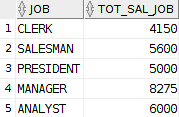 JOB TOT_SAL_JOB
1 CLERK 4150
2 SALESMAN 5600
3 PRESIDENT 5000
4 MANAGER 8275
5 ANALYST 6000